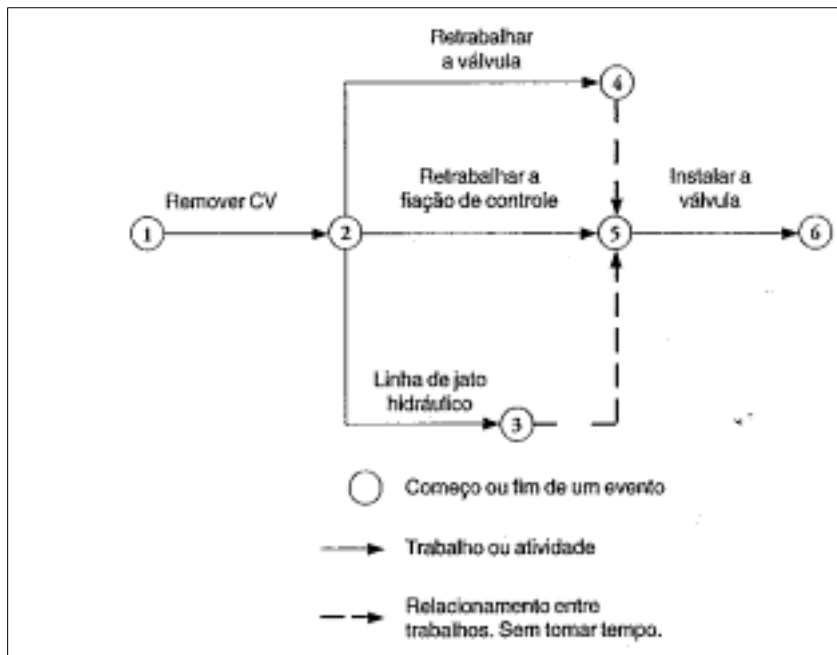 Retrabalhar
a válvula
4
Remover CV
Retrabalhar a
fiação de controle
Instalar a
válvula
1
2
5
6
Linha de jato
hidráutico
3
Começo ou fim de um evento
Trabalho ou atividade
Relacionamento entre
trabalhos. Sem tomar tempo.